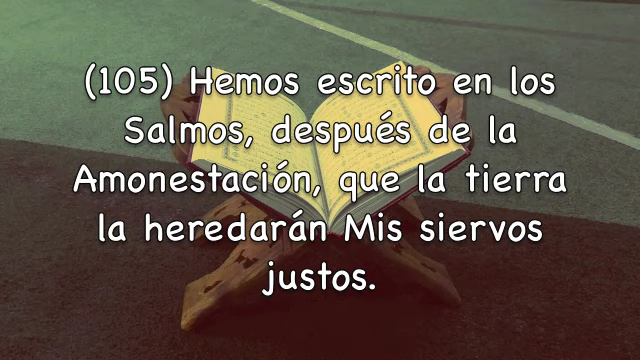 (105) Hemos escrito en los
Salmos, después de la
Amonestación, que la tierra
la heredarán Mis siervos
justos.